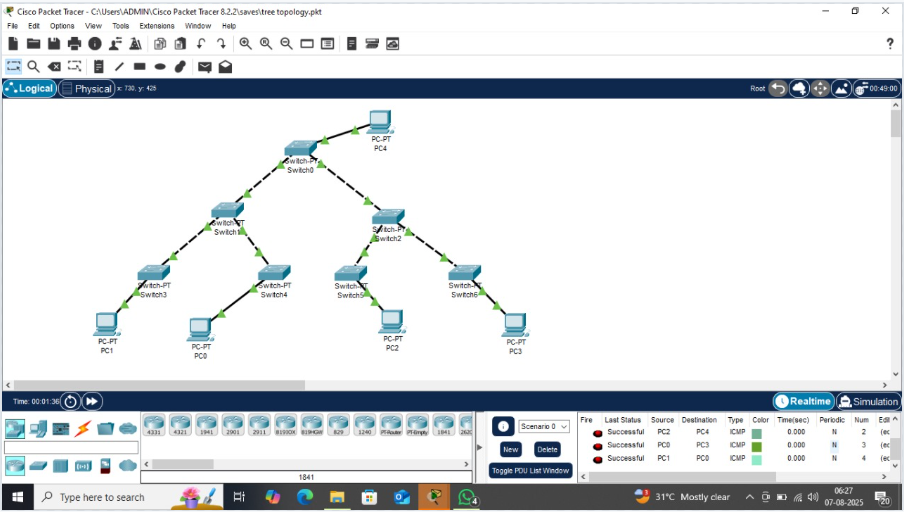 Cisco Packet Tracer - C:\Users\ADMIN\Cisco Packet Tracer 8.2.2\saves\tree topology.pkt
File Edit Options View Tools Extensions Window Help
?
Logical Physical x: 730, y: 425 Root 00:49:00
PC-PT
PC4
Switch-PT
Switch0
Switch-PT
Switch1
Switch-PT
Switch2
Switch-PT
Switch3
Switch-PT
Switch4
Switch-PT
Switch5
Switch-PT
Switch6
PC-PT
PC1
PC-PT
PC0
PC-PT
PC2
PC-PT
PC3
Time: 00:01:36 Realtime Simulation
4331 4321 1941 2901 2911 819HGW 829 1240 PT-Router PT-Empty 1841
1841
Scenario 0
New Delete
Toggle PDU List Window
Fire Last Status Source Destination Type Color Time(sec) Periodic Num Edit
Successful PC2 PC4 ICMP 0.000 N 2
Successful PC0 PC3 ICMP 0.000 N 3
Successful PC1 PC0 ICMP 0.000 N 4
Type here to search
4
31°C Mostly clear
06:27
07-08-2025
20